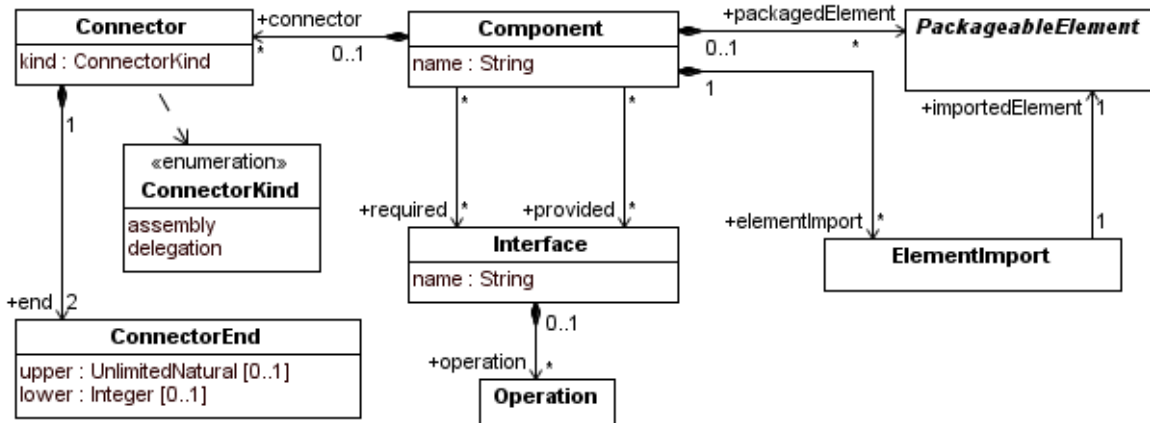 Connector
kind : ConnectorKind
+connector
*
0..1
Component
name : String
+packagedElement
0..1
*
PackageableElement
1
1
«enumeration»
ConnectorKind
assembly
delegation
*
*
+importedElement
1
+required
*
+provided
*
+elementImport
*
Interface
name : String
1
ElementImport
+end
2
ConnectorEnd
upper : UnlimitedNatural [0..1]
lower : Integer [0..1]
0..1
+operation
*
Operation